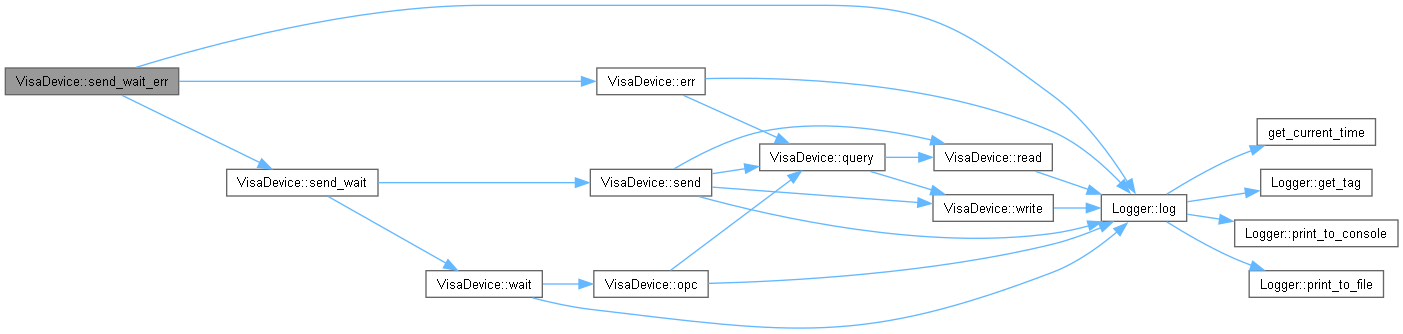 VisaDevice::send_wait_err
VisaDevice::err
get_current_time
VisaDevice::query
VisaDevice::read
VisaDevice::send_wait
VisaDevice::send
Logger::get_tag
VisaDevice::write
Logger::log
Logger::print_to_console
VisaDevice::wait
VisaDevice::opc
Logger::print_to_file